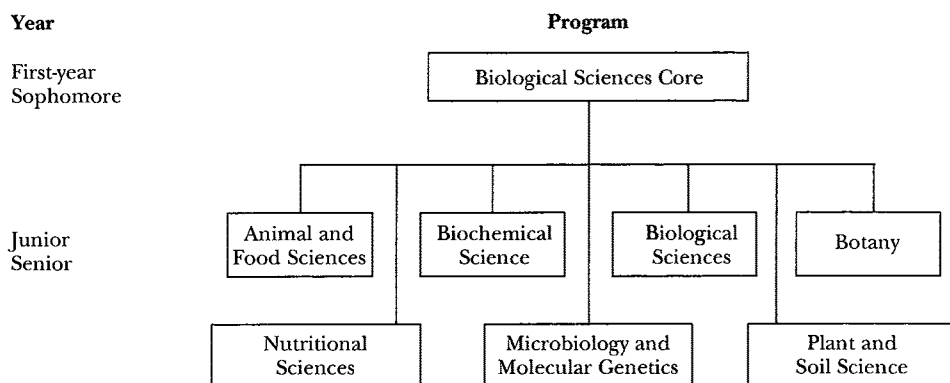 Year
Program
First-year
Sophomore
Biological Sciences Core
Junior
Senior
Animal and
Food Sciences
Biochemical
Science
Biological
Sciences
Botany
Nutritional
Sciences
Microbiology and
Molecular Genetics
Plant and
Soil Science